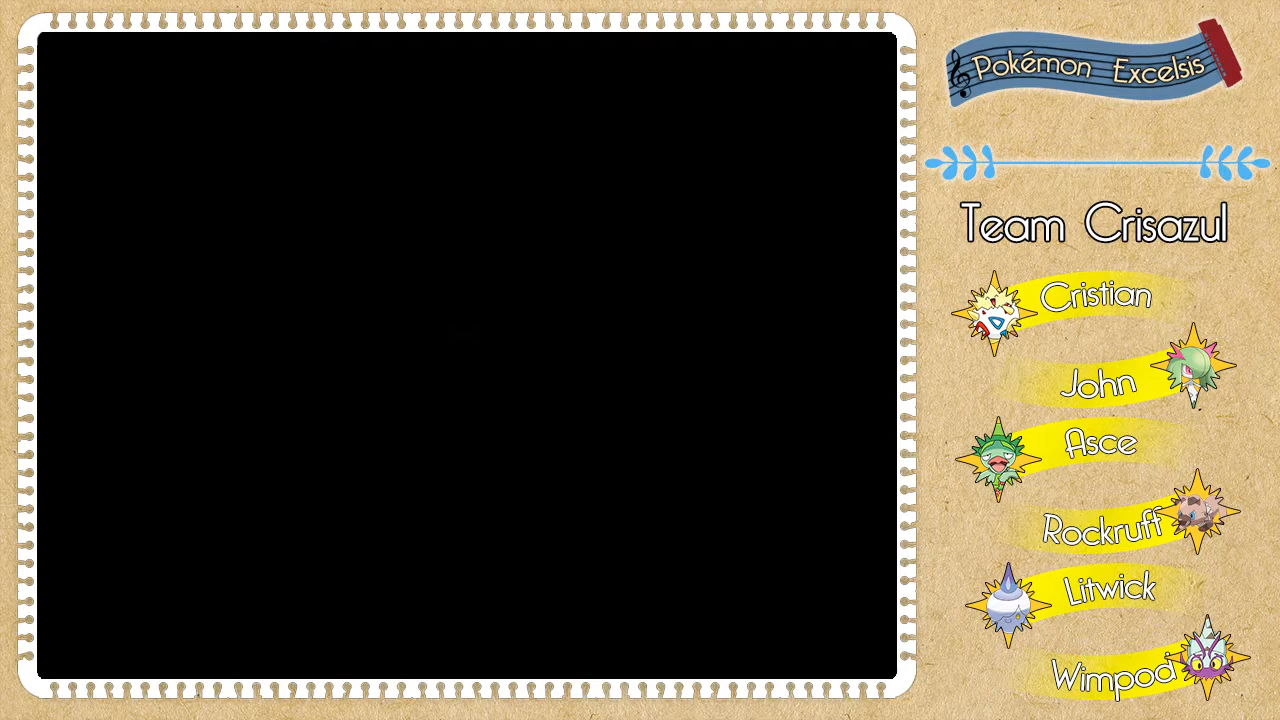 Pokémon Excelsis
Team Crisazul
Cristian
John
Asce
Rockruff
Litwick
Wimpod